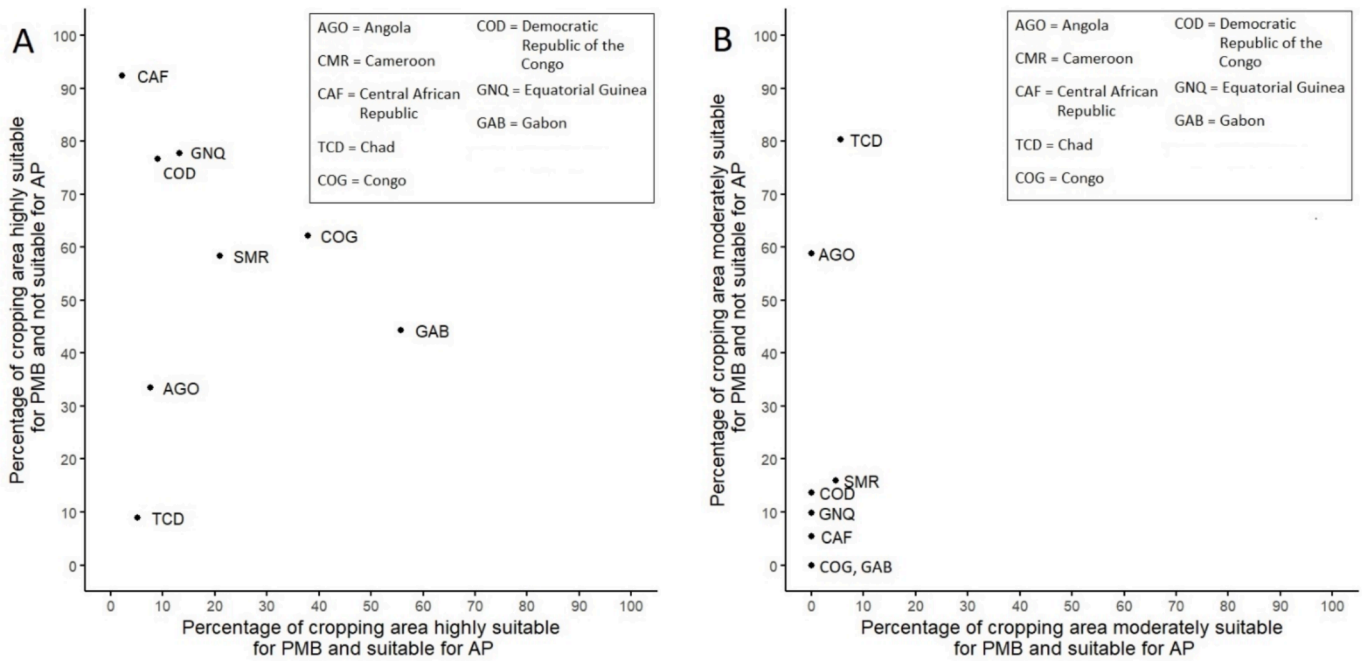 A
Percentage of cropping area highly suitable
for PMB and not suitable for AP
100
90
80
70
60
50
40
30
20
10
0
AGO = Angola
CMR = Cameroon
CAF = Central African
Republic
TCD = Chad
COG = Congo
COD = Democratic
Republic of the
Congo
GNQ = Equatorial Guinea
GAB = Gabon
CAF
GNQ
COD
COG
SMR
GAB
AGO
TCD
0 10 20 30 40 50 60 70 80 90 100
Percentage of cropping area highly suitable
for PMB and suitable for AP
B
Percentage of cropping area moderately suitable
for PMB and not suitable for AP
100
90
80
70
60
50
40
30
20
10
0
AGO = Angola
CMR = Cameroon
CAF = Central African
Republic
TCD = Chad
COG = Congo
COD = Democratic
Republic of the
Congo
GNQ = Equatorial Guinea
GAB = Gabon
TCD
AGO
SMR
COD
GNQ
CAF
COG, GAB
0 10 20 30 40 50 60 70 80 90 100
Percentage of cropping area moderately suitable
for PMB and suitable for AP